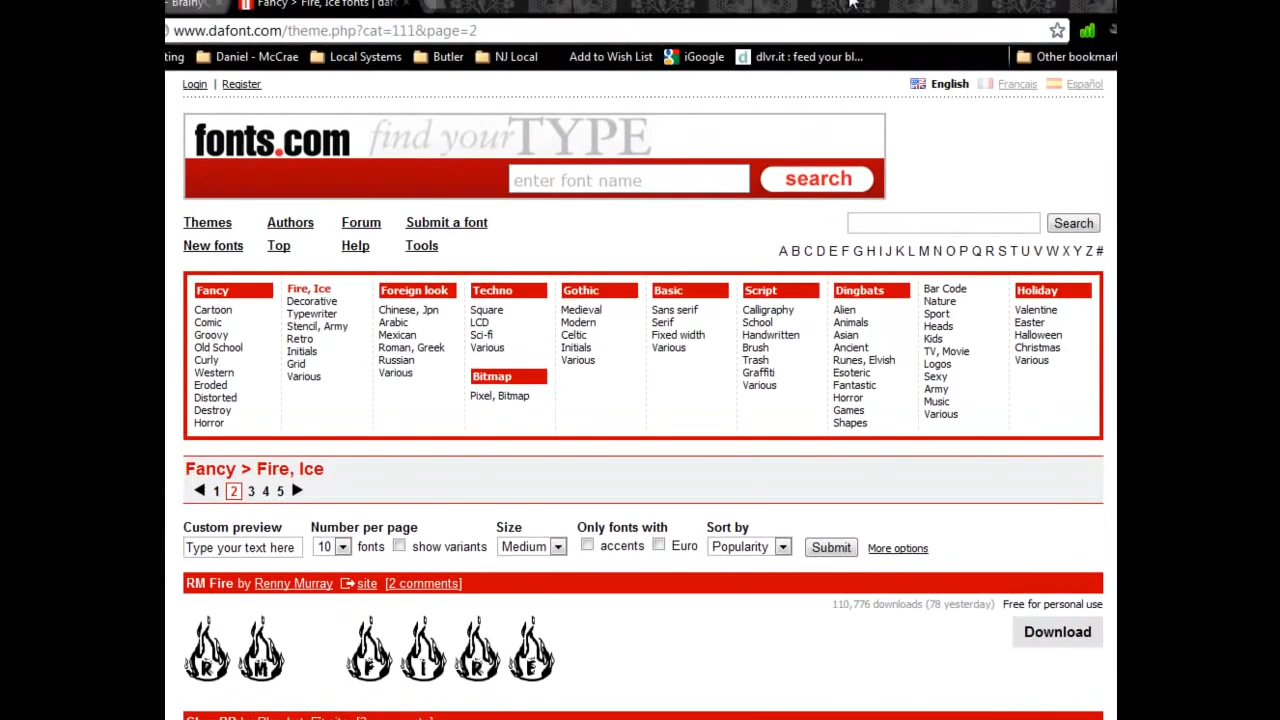 - Brainy
Fancy > Fire, Ice fonts | dafo
www.dafont.com/theme.php?cat=111&page=2
ting Daniel - McCrae Local Systems Butler NJ Local Add to Wish List iGoogle dlvr.it : feed your bl... Other bookmar
Login | Register English Français Español
fonts.com find your TYPE
enter font name search
Themes Authors Forum Submit a font
Search
New fonts Top Help Tools
A B C D E F G H I J K L M N O P Q R S T U V W X Y Z #
Fancy
Cartoon
Comic
Groovy
Old School
Curly
Western
Eroded
Distorted
Destroy
Horror
Fire, Ice
Decorative
Typewriter
Stencil, Army
Retro
Initials
Grid
Various
Foreign look
Chinese, Jpn
Arabic
Mexican
Roman, Greek
Russian
Various
Techno
Square
LCD
Sci-fi
Various
Bitmap
Pixel, Bitmap
Gothic
Medieval
Modern
Celtic
Initials
Various
Basic
Sans serif
Serif
Fixed width
Various
Script
Calligraphy
School
Handwritten
Brush
Trash
Graffiti
Various
Dingbats
Alien
Animals
Asian
Ancient
Runes, Elvish
Esoteric
Fantastic
Horror
Games
Shapes
Bar Code
Nature
Sport
Heads
Kids
TV, Movie
Logos
Sexy
Army
Music
Various
Holiday
Valentine
Easter
Halloween
Christmas
Various
Fancy > Fire, Ice
1 2 3 4 5
Custom preview Number per page Size Only fonts with Sort by
Type your text here 10 fonts show variants Medium accents Euro Popularity Submit More options
RM Fire by Renny Murray site [2 comments]
110,776 downloads (78 yesterday) Free for personal use
Download
RM FIRE